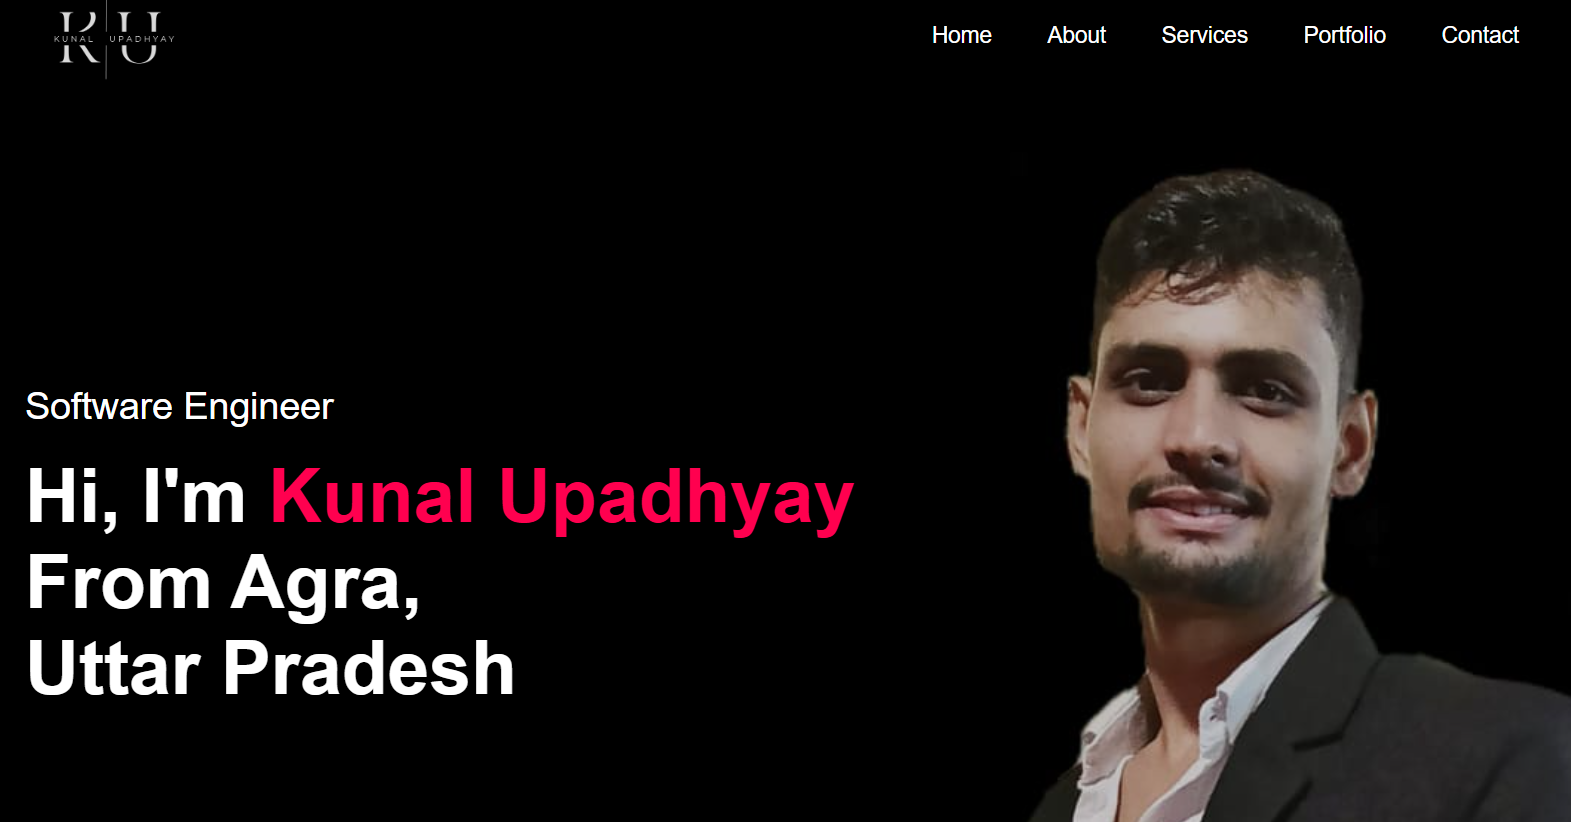 KU
KUNAL UPADHYAY
Home About Services Portfolio Contact
Software Engineer
Hi, I'm Kunal Upadhyay
From Agra,
Uttar Pradesh